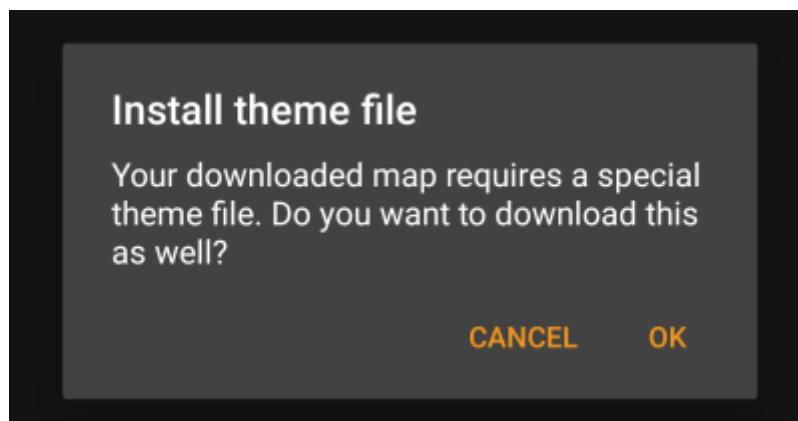 Install theme file
Your downloaded map requires a special
theme file. Do you want to download this
as well?
CANCEL OK